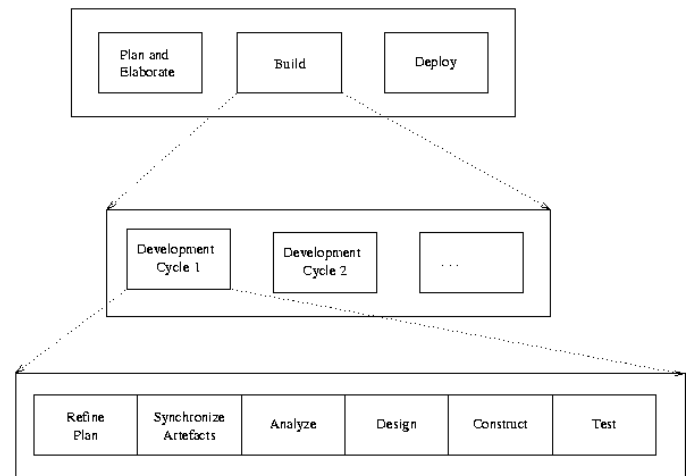 Plan and
Elaborate
Build
Deploy
Development
Cycle 1
Development
Cycle 2
...
Refine
Plan
Synchronize
Artefacts
Analyze
Design
Construct
Test